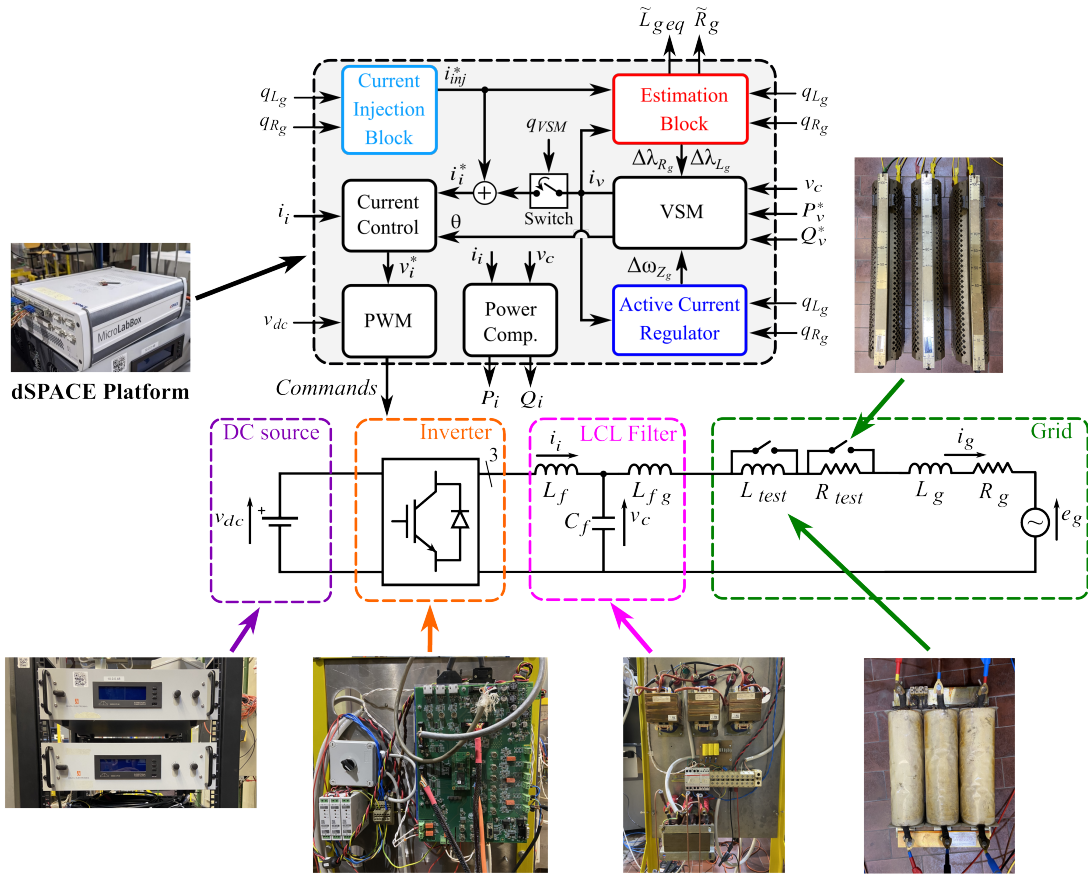 L̃g eq R̃g
Current
Injection
Block
i*inj
Estimation
Block
qLg
qRg
qLg
qRg
qVSM
ΔλRg ΔλLg
i*i
iv
Switch
VSM
vc
P*v
Q*v
ii
Current
Control
θ
v*i
ii
vc
ΔωZg
PWM
vdc
Power
Comp.
Active Current
Regulator
qLg
qRg
MicroLabBox
dSPACE Platform
Commands
Pi
Qi
DC source
Inverter
LCL Filter
Grid
3
ii
Lf
Lfg
Cf
vc
vdc
+
L test
R test
ig
Lg
Rg
eg